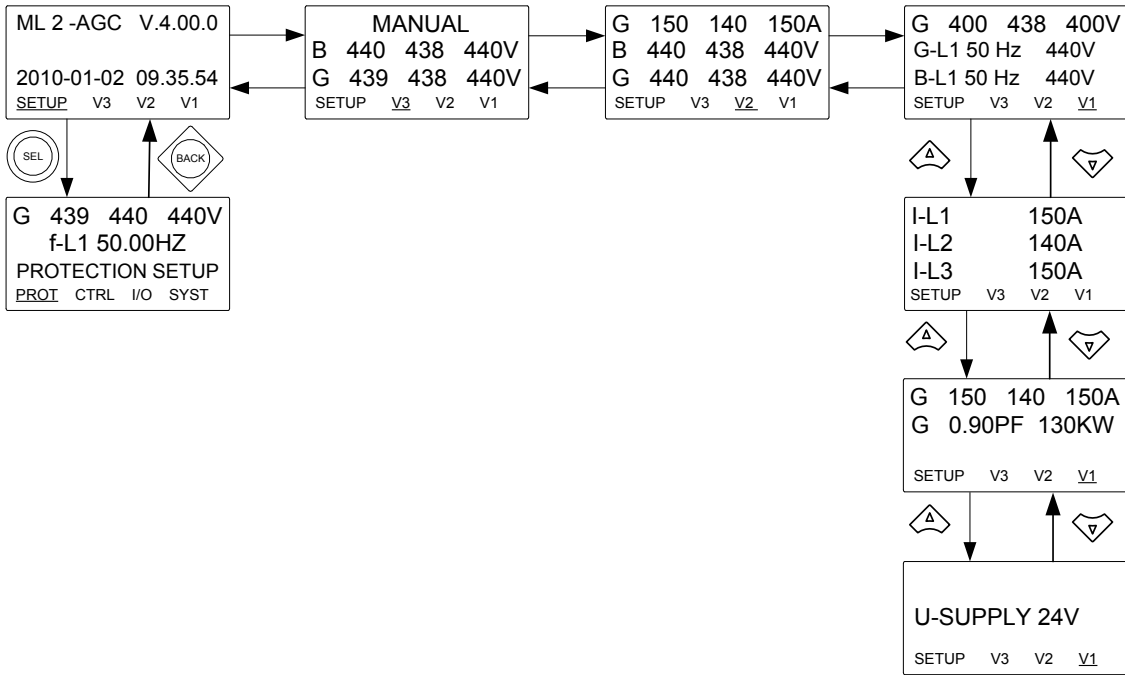 ML 2 -AGC V.4.00.0
2010-01-02 09.35.54
SETUP V3 V2 V1
MANUAL
B 440 438 440V
G 439 438 440V
SETUP V3 V2 V1
G 150 140 150A
B 440 438 440V
G 440 438 440V
SETUP V3 V2 V1
G 400 438 400V
G-L1 50 Hz 440V
B-L1 50 Hz 440V
SETUP V3 V2 V1
SEL
BACK
G 439 440 440V
f-L1 50.00HZ
PROTECTION SETUP
PROT CTRL I/O SYST
I-L1 150A
I-L2 140A
I-L3 150A
SETUP V3 V2 V1
G 150 140 150A
G 0.90PF 130KW
SETUP V3 V2 V1
U-SUPPLY 24V
SETUP V3 V2 V1